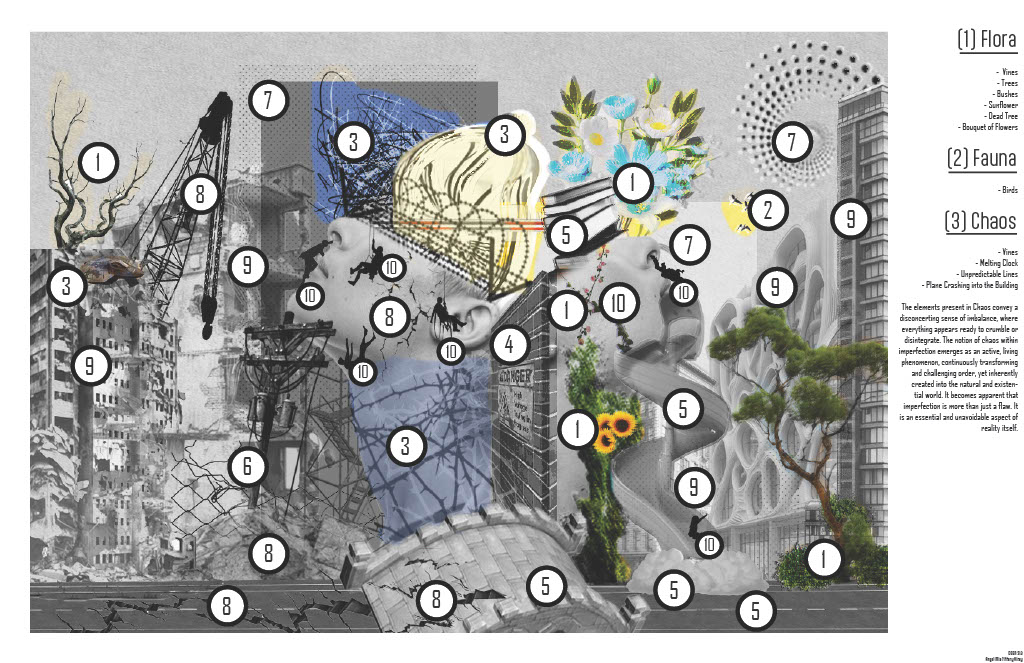 (1) Flora
- Vines
- Trees
- Bushes
- Sunflower
- Dead Tree
- Bouquet of Flowers
(2) Fauna
- Birds
(3) Chaos
- Vines
- Melting Clock
- Unpredictable Lines
- Plane Crashing into the Building
The elements present in Chaos convey a
disconcerting sense of imbalance, where
everything appears ready to crumble or
disintegrate. The notion of chaos within
imperfection emerges as an active, living
phenomenon, continuously transforming
and challenging order, yet inherently
created into the natural and existen-
tial world. It becomes apparent that
imperfection is more than just a flaw. It
is an essential and unavoidable aspect of
reality itself.
7
3
3
1
8
1
7
2
9
5
7
9
3
10
10
10
9
8
1
10
4
9
10
10
5
1
3
6
9
10
8
1
8
8
5
5
5
DANGER